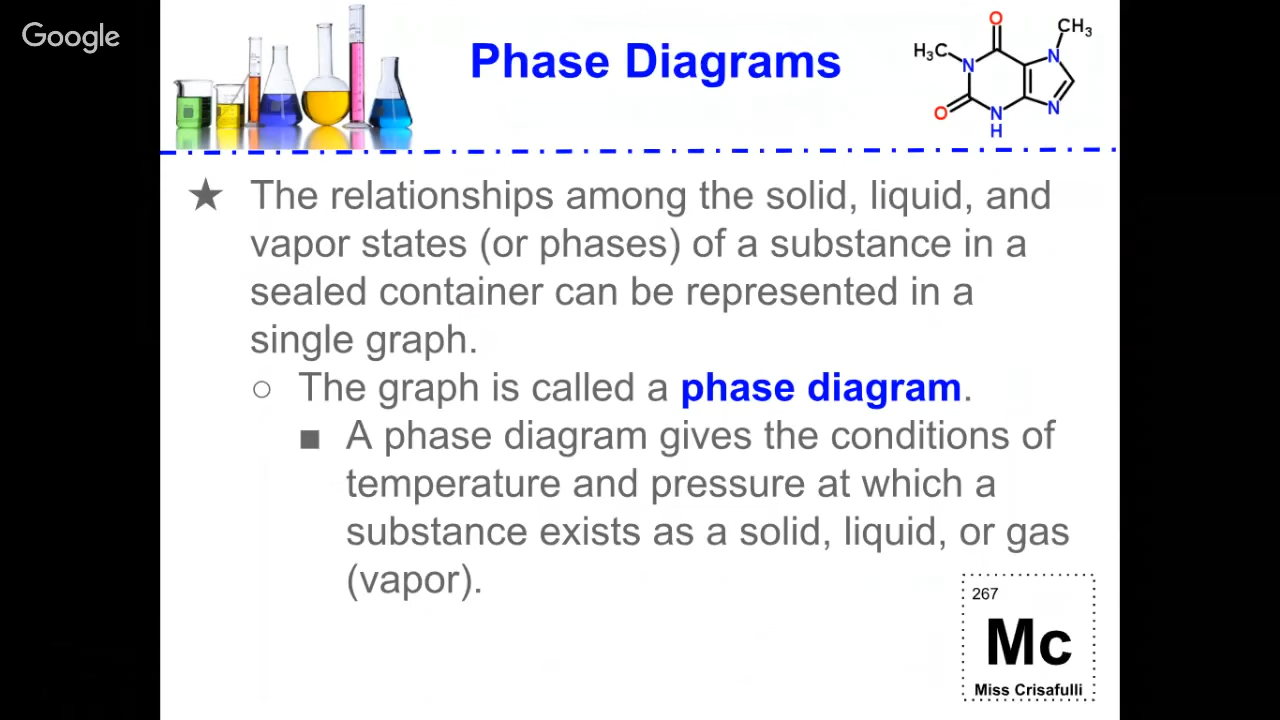 Google
Phase Diagrams
O
CH₃
H₃C
N
N
O
N
H
N
★ The relationships among the solid, liquid, and
vapor states (or phases) of a substance in a
sealed container can be represented in a
single graph.
○ The graph is called a phase diagram.
■ A phase diagram gives the conditions of
temperature and pressure at which a
substance exists as a solid, liquid, or gas
(vapor).
267
Mc
Miss Crisafulli